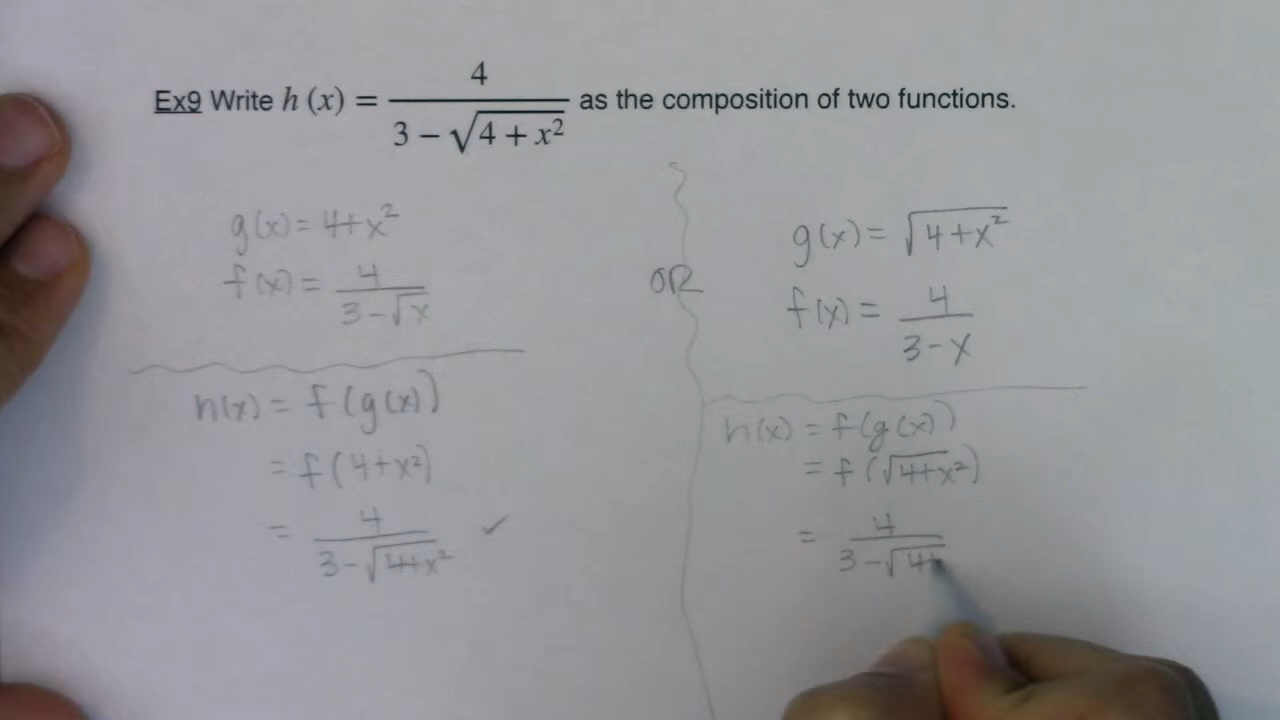 Ex9 Write h (x) = 4 / (3 − √(4 + x²)) as the composition of two functions.
g(x) = 4+x²
f(x) = 4 / (3 − √x)
h(x) = f(g(x))
= f(4+x²)
= 4 / (3 − √(4+x²)) ✓
OR
g(x) = √(4+x²)
f(x) = 4 / (3 − x)
h(x) = f(g(x))
= f(√(4+x²))
= 4 / (3 − √4+